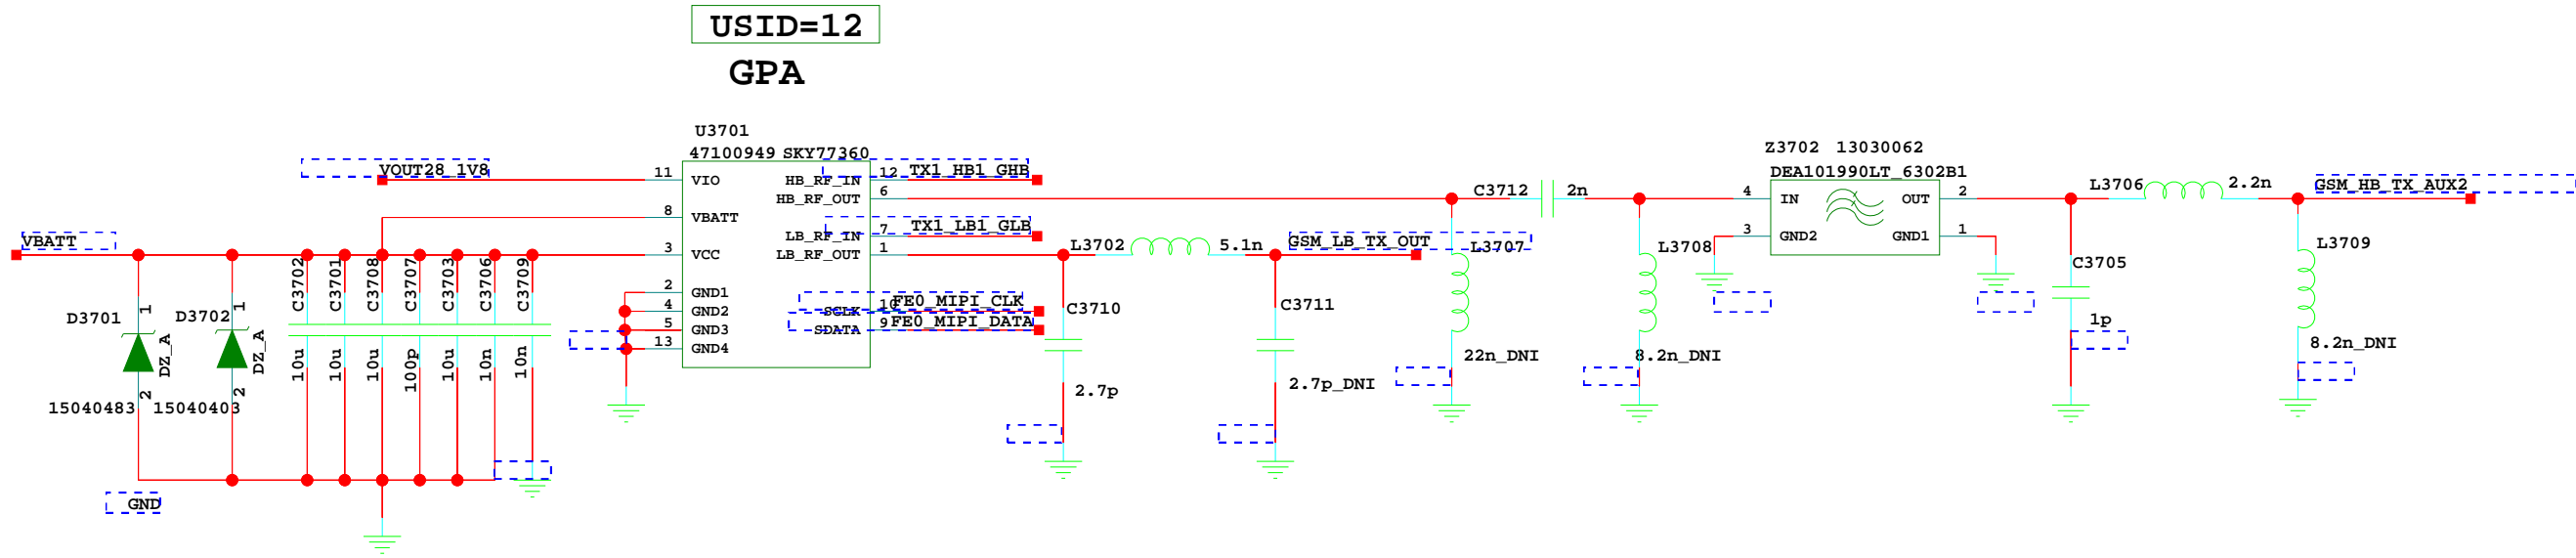 USID=12
GPA
U3701
47100949 SKY77360
VOUT28_1V8
11 VIO
HB_RF_IN 12 TX1_HB1_GHB
HB_RF_OUT 6
8 VBATT
LB_RF_IN 7 TX1_LB1_GLB
VBATT
3 VCC
LB_RF_OUT 1
2 GND1
4 GND2
5 GND3
13 GND4
SCLK 10 FE0_MIPI_CLK
SDATA 9 FE0_MIPI_DATA
D3701 1
DZ_A
2
15040483
D3702 1
DZ_A
2
15040403
C3702 10u
C3701 10u
C3708 10u
C3707 100p
C3703 10u
C3706 10n
C3709 10n
GND
L3702 5.1n
GSM_LB_TX_OUT
C3710
2.7p
C3711
2.7p_DNI
L3707
22n_DNI
C3712 2n
L3708
8.2n_DNI
Z3702 13030062
DEA101990LT_6302B1
4 IN
OUT 2
3 GND2
GND1 1
C3705
1p
L3706 2.2n
GSM_HB_TX_AUX2
L3709
8.2n_DNI